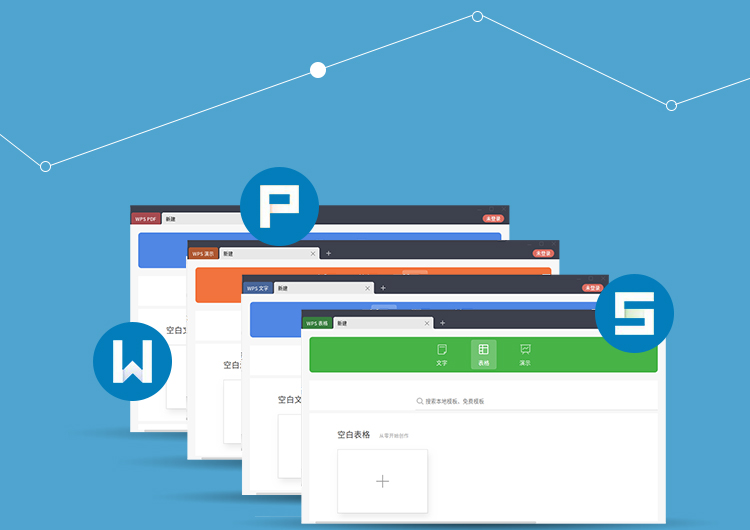 P
WPS PDF
新建
未登录
WPS 演示
新建
未登录
WPS 文字
新建
未登录
S
WPS 表格
新建
文字
表格
演示
W
空白
空白
搜索本地模板，免费模板
空白文
空白表格
从零开始创作